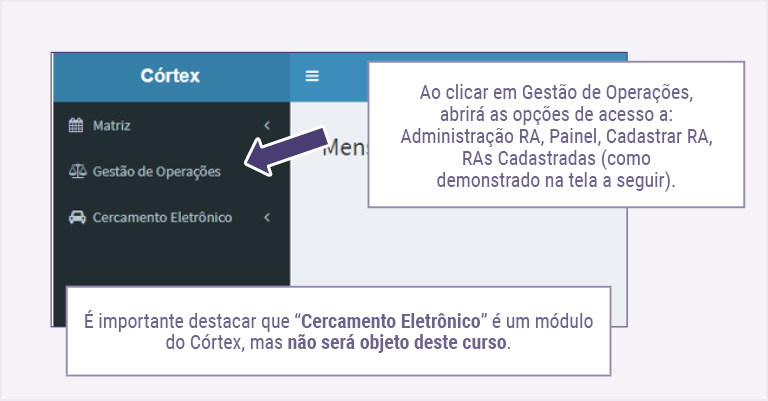 Córtex
Matriz
Gestão de Operações
Cercamento Eletrônico
Ao clicar em Gestão de Operações,
abrirá as opções de acesso a:
Administração RA, Painel, Cadastrar RA,
RAs Cadastradas (como
demonstrado na tela a seguir).
É importante destacar que “Cercamento Eletrônico” é um módulo
do Córtex, mas não será objeto deste curso.